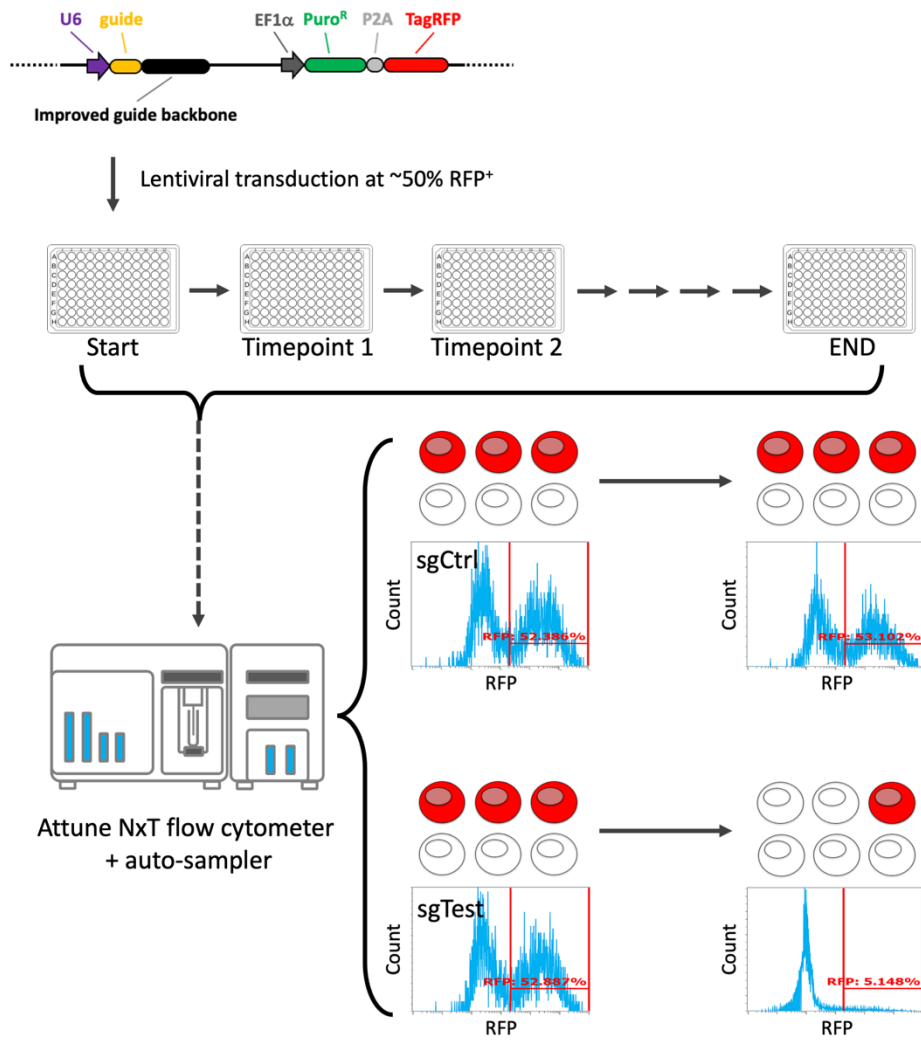 U6 guide EF1α Puroᴿ P2A TagRFP
Improved guide backbone
Lentiviral transduction at ~50% RFP⁺
Start
Timepoint 1
Timepoint 2
END
sgCtrl
Count
RFP: 52.386%
RFP
Count
RFP: 53.102%
RFP
Attune NxT flow cytometer
+ auto-sampler
sgTest
Count
RFP: 52.887%
RFP
Count
RFP: 5.148%
RFP